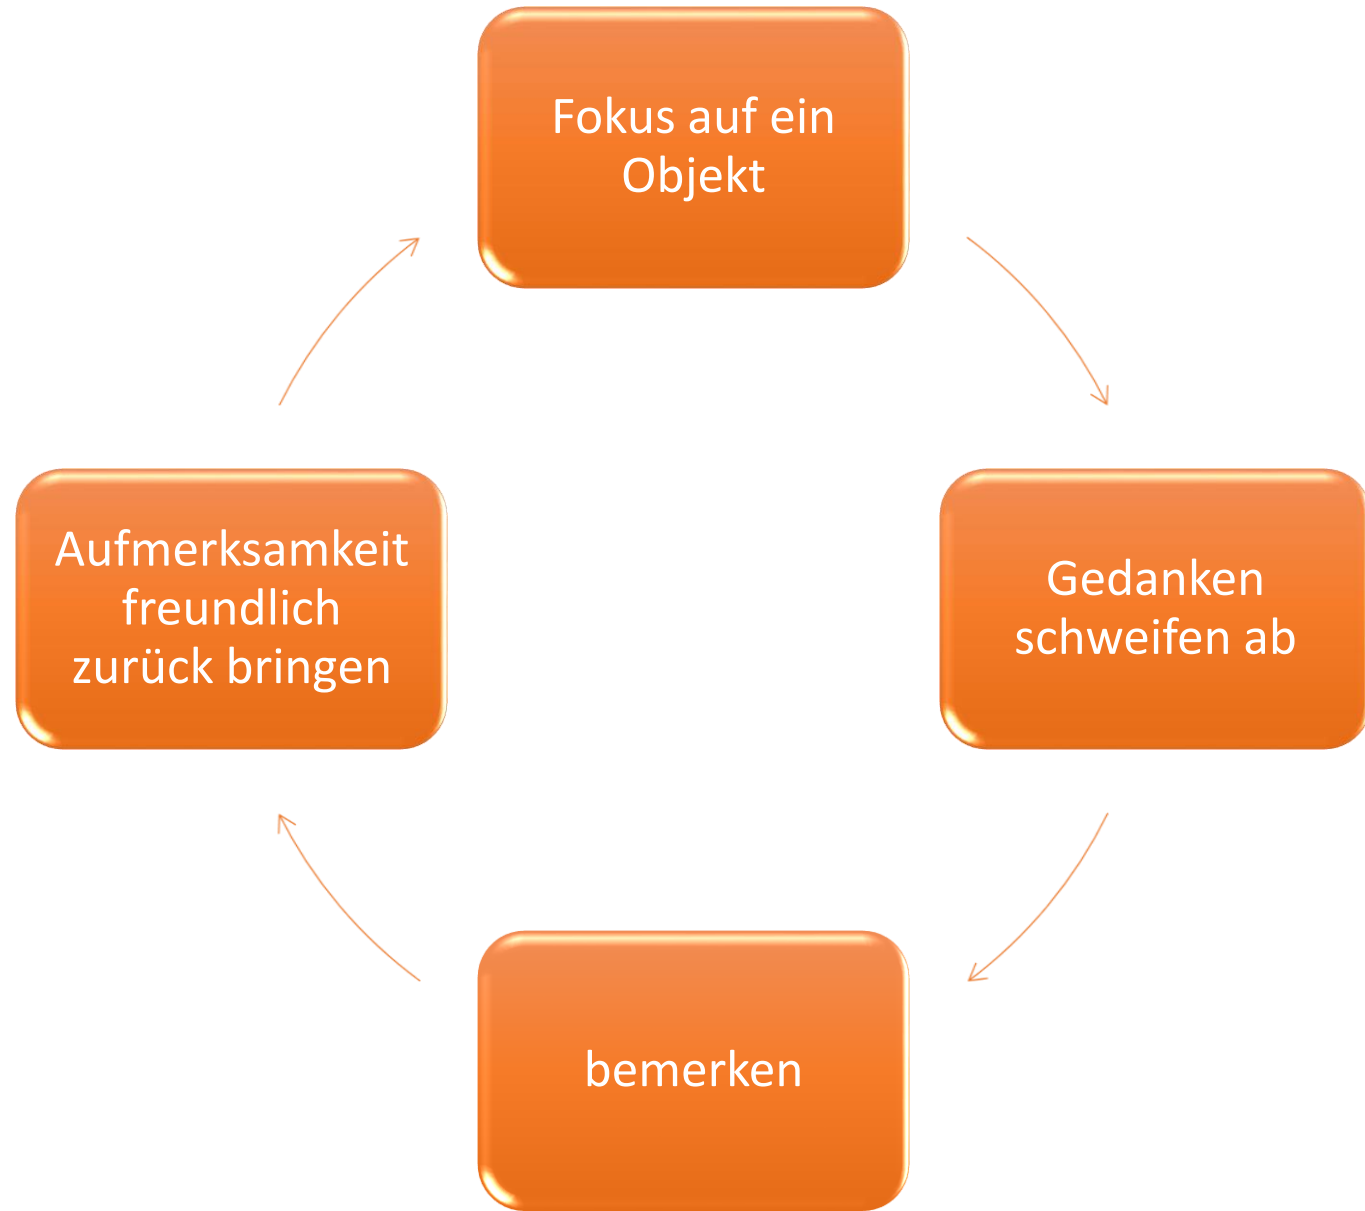 Fokus auf ein
Objekt
Gedanken
schweifen ab
bemerken
Aufmerksamkeit
freundlich
zurück bringen